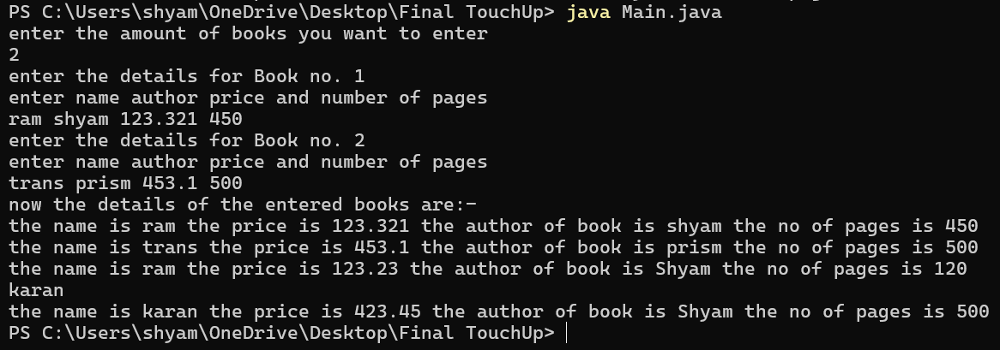 PS C:\Users\shyam\OneDrive\Desktop\Final TouchUp> java Main.java
enter the amount of books you want to enter
2
enter the details for Book no. 1
enter name author price and number of pages
ram shyam 123.321 450
enter the details for Book no. 2
enter name author price and number of pages
trans prism 453.1 500
now the details of the entered books are:-
the name is ram the price is 123.321 the author of book is shyam the no of pages is 450
the name is trans the price is 453.1 the author of book is prism the no of pages is 500
the name is ram the price is 123.23 the author of book is Shyam the no of pages is 120
karan
the name is karan the price is 423.45 the author of book is Shyam the no of pages is 500
PS C:\Users\shyam\OneDrive\Desktop\Final TouchUp>